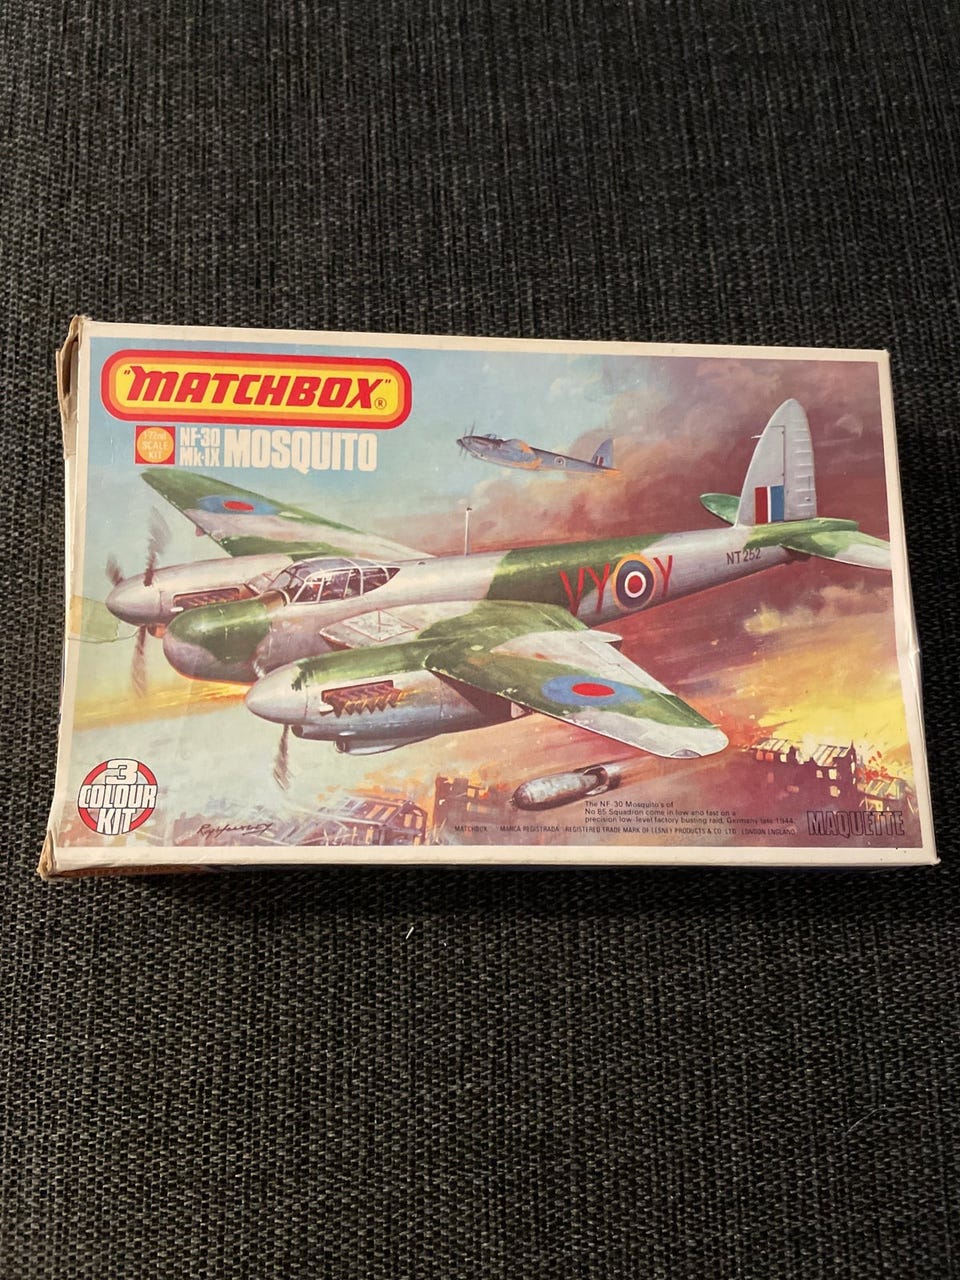 "MATCHBOX"®
1·72nd
SCALE
KIT
NF-30
Mk·IX
MOSQUITO
VY Y
NT252
3
COLOUR
KIT
The NF-30 Mosquito's of
No 85 Squadron come in low and fast on a
precision low-level factory busting raid, Germany late 1944.
MATCHBOX MARCA REGISTRADA REGISTERED TRADE MARK OF LESNEY PRODUCTS & CO LTD LONDON ENGLAND
MAQUETTE